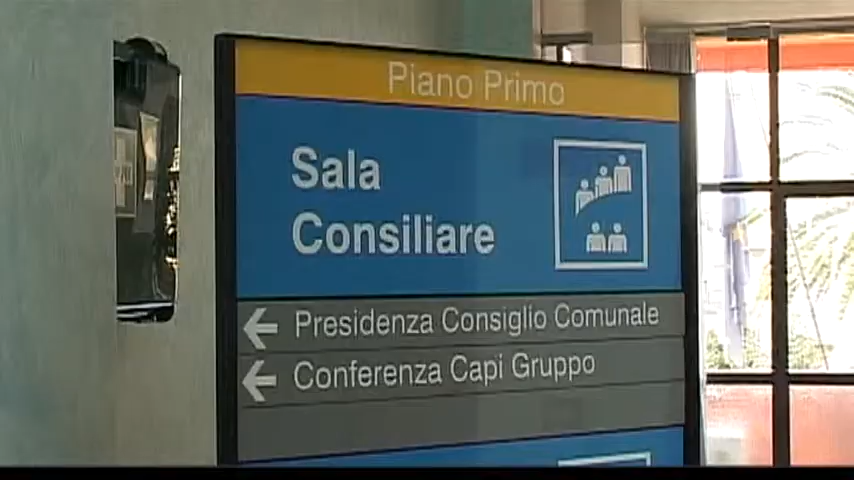 Piano Primo
Sala
Consiliare
Presidenza Consiglio Comunale
Conferenza Capi Gruppo